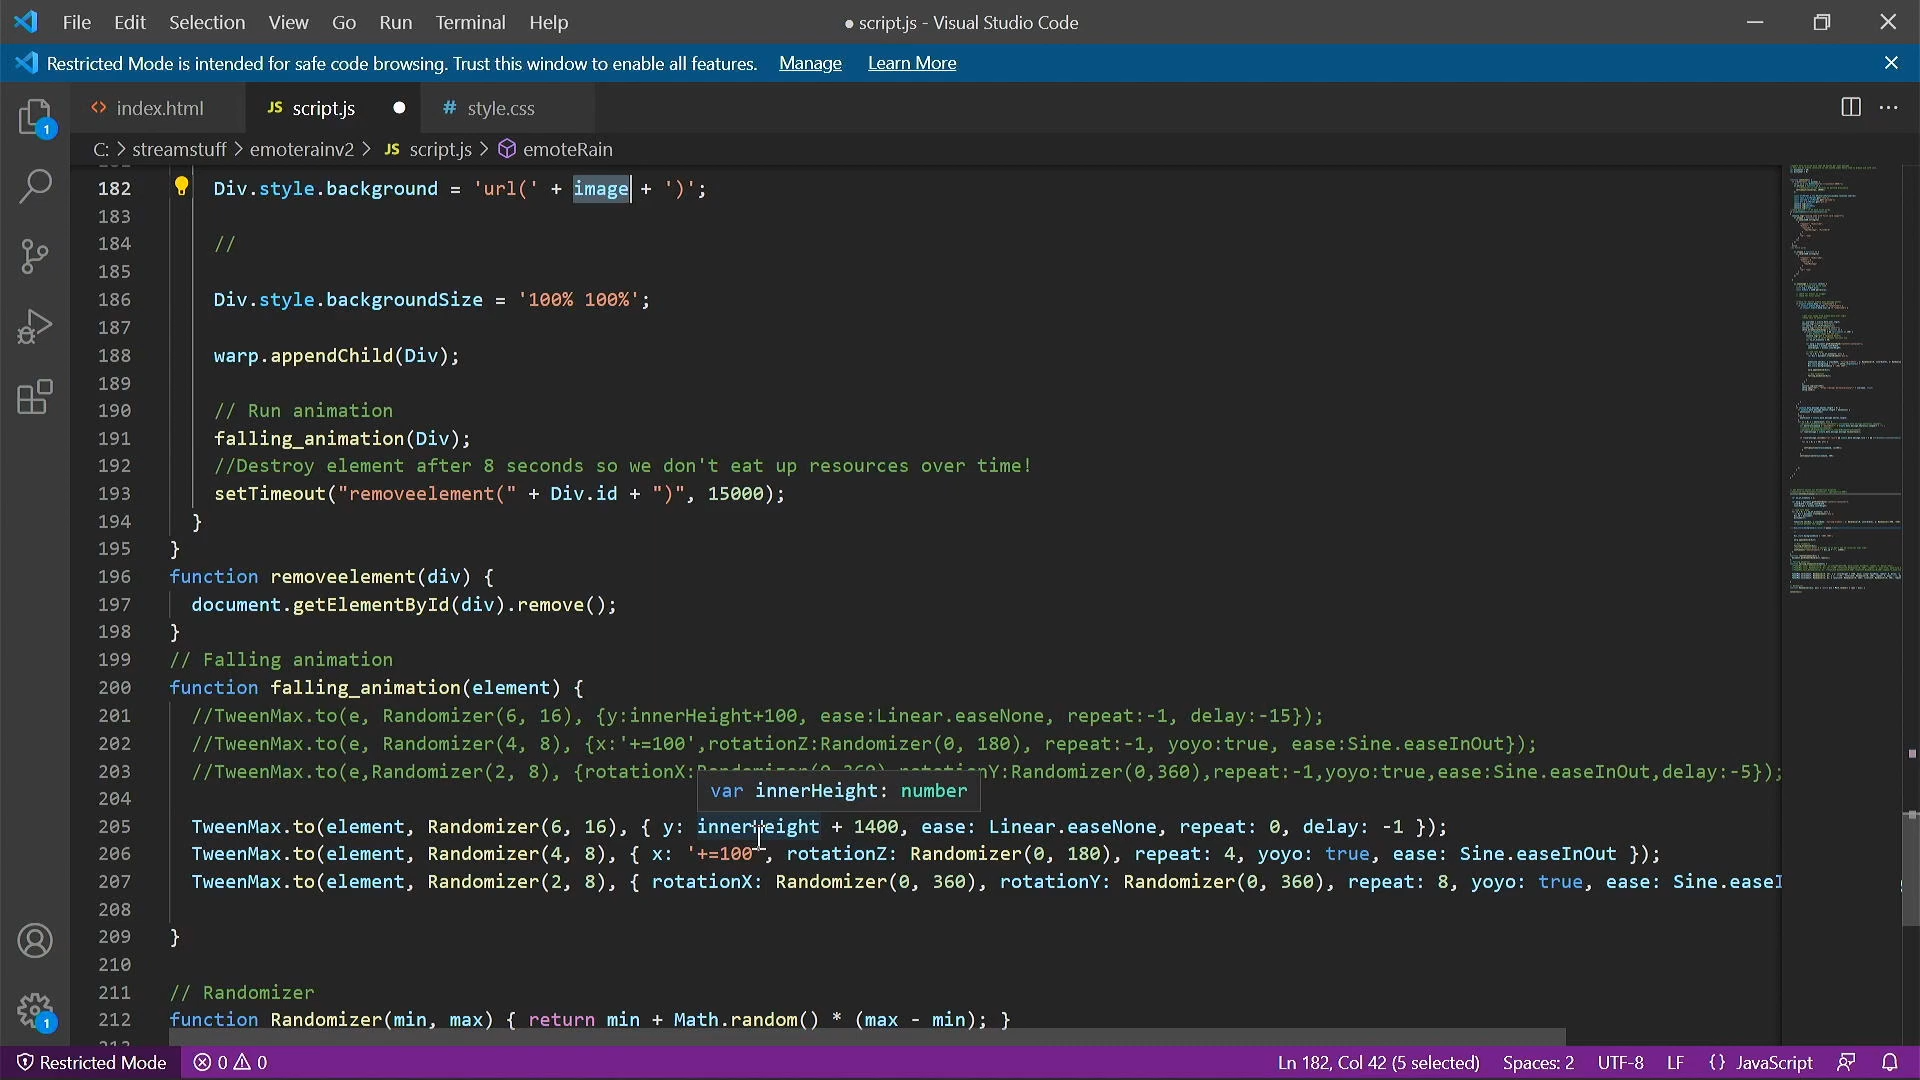 File Edit Selection View Go Run Terminal Help
● script.js - Visual Studio Code
Restricted Mode is intended for safe code browsing. Trust this window to enable all features. Manage Learn More
<> index.html
JS script.js
# style.css
C: > streamstuff > emoterainv2 > JS script.js > emoteRain
182 Div.style.background = 'url(' + image + ')';
183
184 //
185
186 Div.style.backgroundSize = '100% 100%';
187
188 warp.appendChild(Div);
189
190 // Run animation
191 falling_animation(Div);
192 //Destroy element after 8 seconds so we don't eat up resources over time!
193 setTimeout("removeelement(" + Div.id + ")", 15000);
194 }
195 }
196 function removeelement(div) {
197 document.getElementById(div).remove();
198 }
199 // Falling animation
200 function falling_animation(element) {
201 //TweenMax.to(e, Randomizer(6, 16), {y:innerHeight+100, ease:Linear.easeNone, repeat:-1, delay:-15});
202 //TweenMax.to(e, Randomizer(4, 8), {x:'+=100',rotationZ:Randomizer(0, 180), repeat:-1, yoyo:true, ease:Sine.easeInOut});
203 //TweenMax.to(e,Randomizer(2, 8), {rotationX:Randomizer(0,360),rotationY:Randomizer(0,360),repeat:-1,yoyo:true,ease:Sine.easeInOut,delay:-5});
var innerHeight: number
204
205 TweenMax.to(element, Randomizer(6, 16), { y: innerHeight + 1400, ease: Linear.easeNone, repeat: 0, delay: -1 });
206 TweenMax.to(element, Randomizer(4, 8), { x: '+=100', rotationZ: Randomizer(0, 180), repeat: 4, yoyo: true, ease: Sine.easeInOut });
207 TweenMax.to(element, Randomizer(2, 8), { rotationX: Randomizer(0, 360), rotationY: Randomizer(0, 360), repeat: 8, yoyo: true, ease: Sine.easeI
208
209 }
210
211 // Randomizer
212 function Randomizer(min, max) { return min + Math.random() * (max - min); }
1
1
Restricted Mode 0 0
Ln 182, Col 42 (5 selected) Spaces: 2 UTF-8 LF {} JavaScript